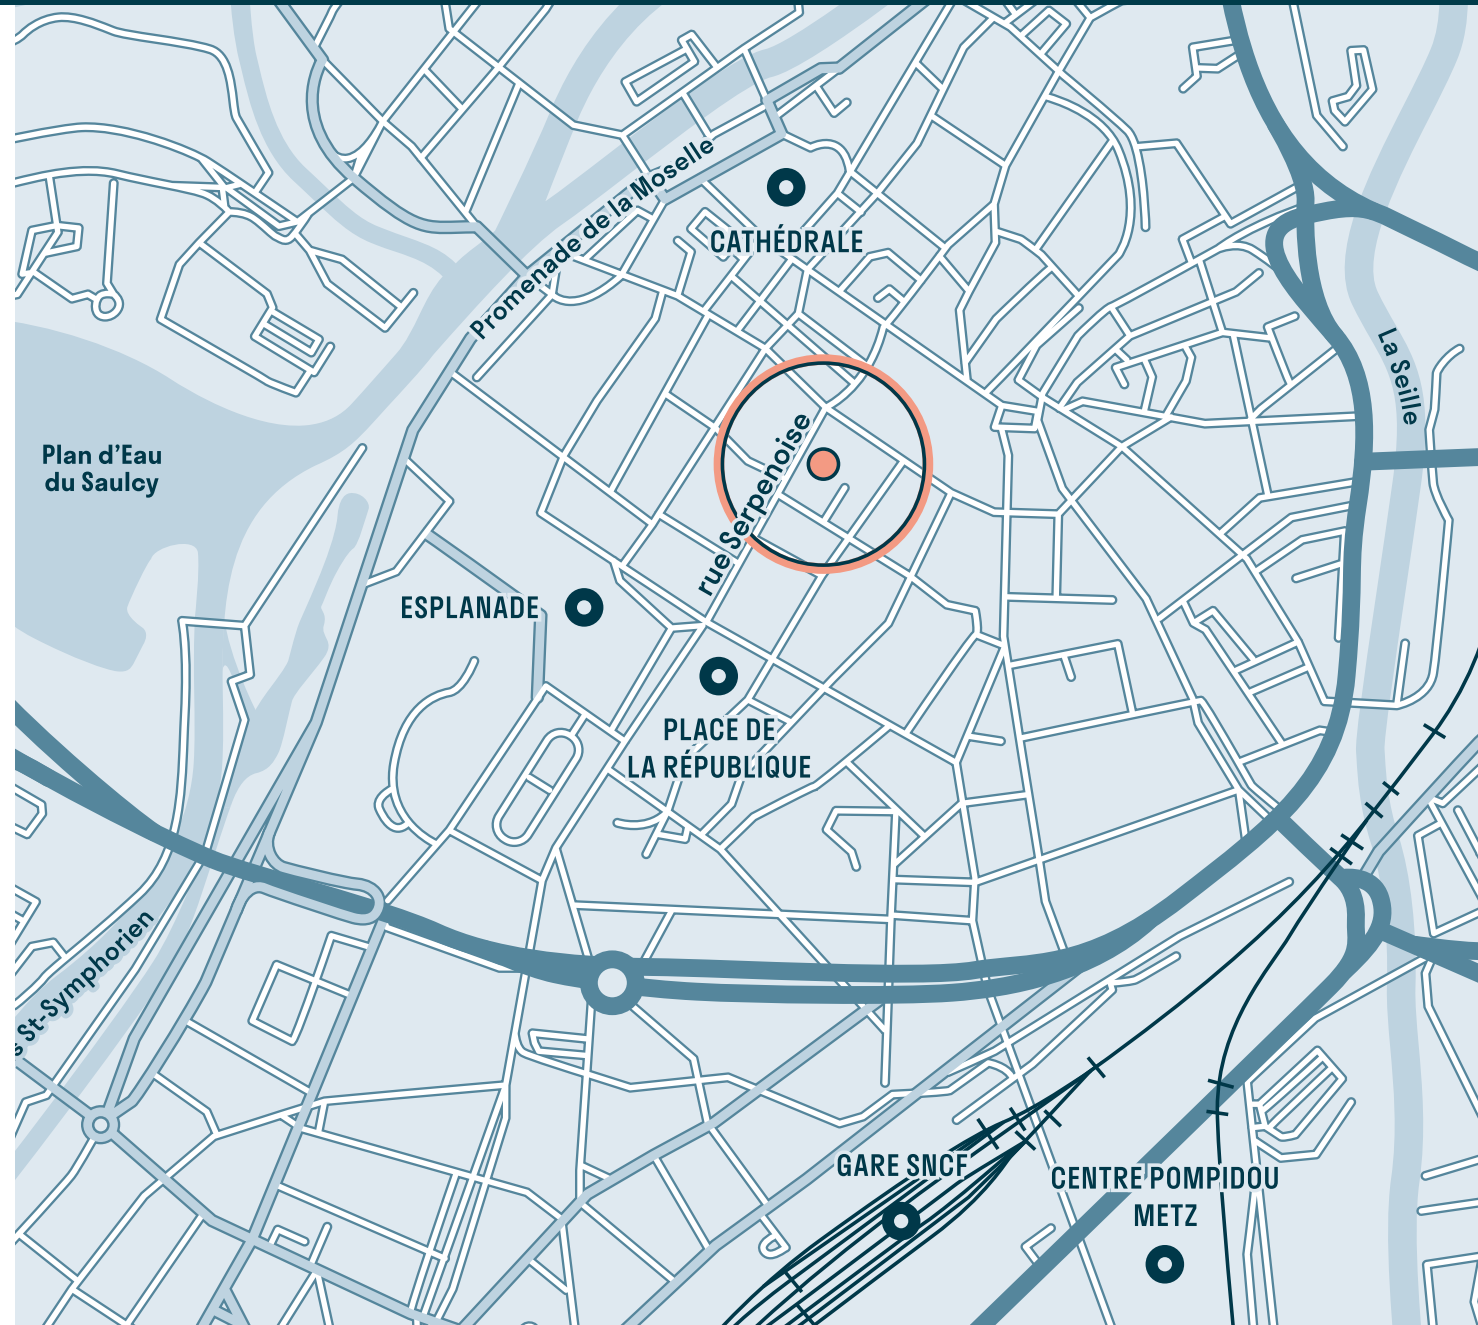 Promenade de la Moselle
CATHÉDRALE
La Seille
Plan d'Eau
du Saulcy
rue Serpenoise
ESPLANADE
PLACE DE
LA RÉPUBLIQUE
St-Symphorien
GARE SNCF
CENTRE POMPIDOU
METZ